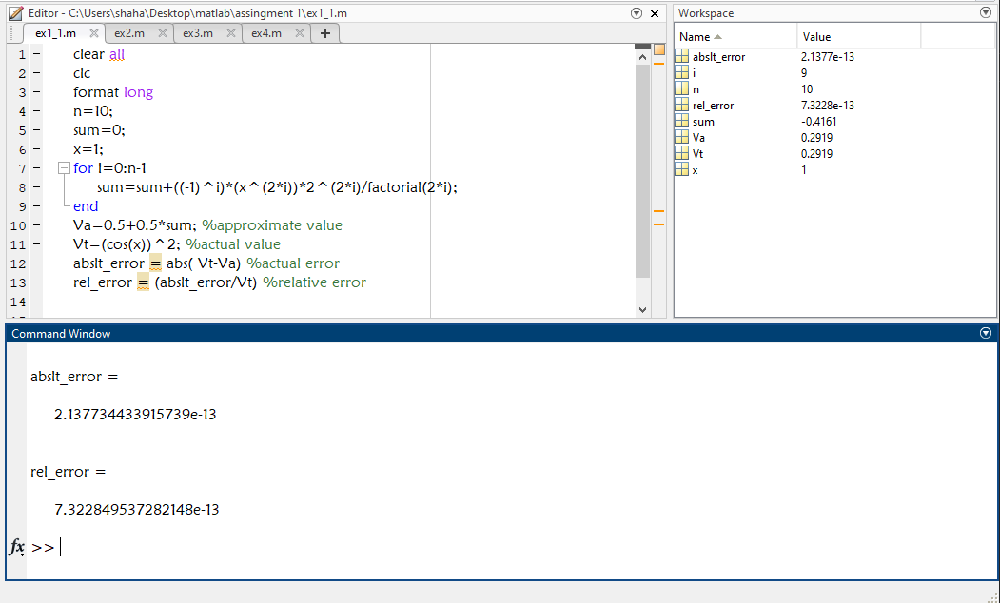 Editor - C:\Users\shaha\Desktop\matlab\assingment 1\ex1_1.m
ex1_1.m ex2.m ex3.m ex4.m +
1 clear all
2 clc
3 format long
4 n=10;
5 sum=0;
6 x=1;
7 for i=0:n-1
8 sum=sum+((-1)^i)*(x^(2*i))*2^(2*i)/factorial(2*i);
9 end
10 Va=0.5+0.5*sum; %approximate value
11 Vt=(cos(x))^2; %actual value
12 abslt_error = abs( Vt-Va) %actual error
13 rel_error = (abslt_error/Vt) %relative error
14
Workspace
Name Value
abslt_error 2.1377e-13
i 9
n 10
rel_error 7.3228e-13
sum -0.4161
Va 0.2919
Vt 0.2919
x 1
Command Window
abslt_error =
2.137734433915739e-13
rel_error =
7.322849537282148e-13
fx >>